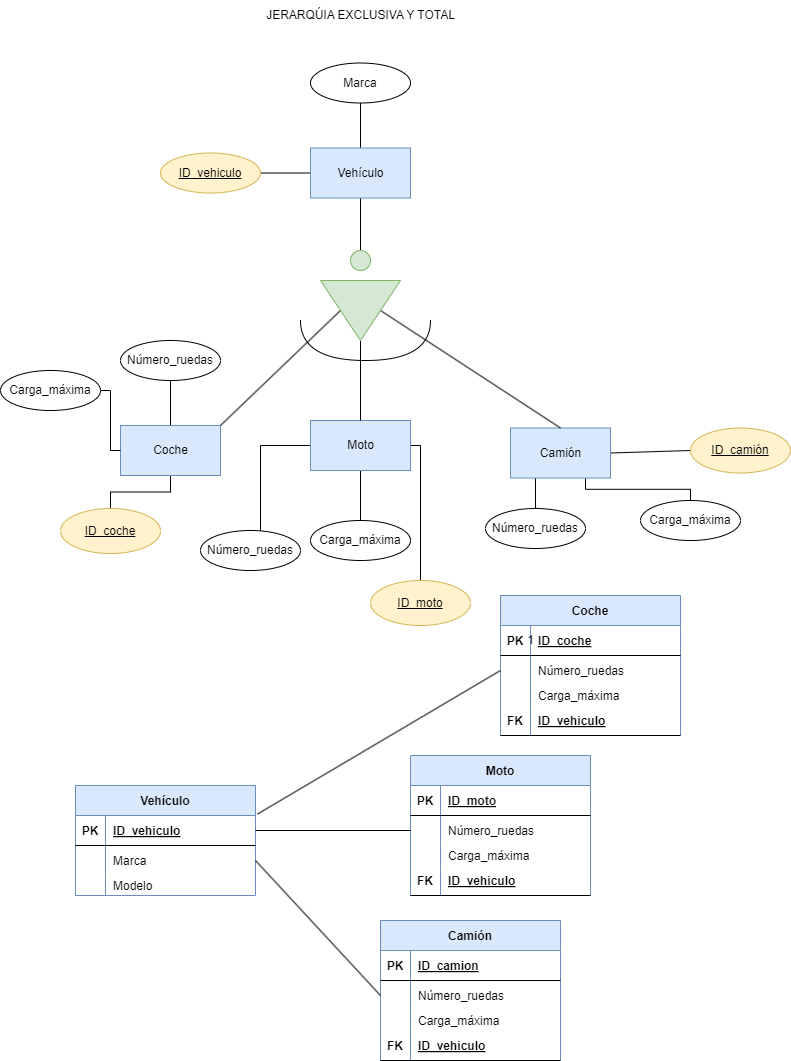 JERARQÚIA EXCLUSIVA Y TOTAL
Marca
ID_vehiculo
Vehículo
Número_ruedas
Carga_máxima
Coche
ID_coche
Moto
Número_ruedas
Carga_máxima
ID_moto
Camión
ID_camión
Número_ruedas
Carga_máxima
Coche
PK 1 ID_coche
Número_ruedas
Carga_máxima
FK ID_vehiculo
Vehículo
PK ID_vehiculo
Marca
Modelo
Moto
PK ID_moto
Número_ruedas
Carga_máxima
FK ID_vehiculo
Camión
PK ID_camion
Número_ruedas
Carga_máxima
FK ID_vehiculo